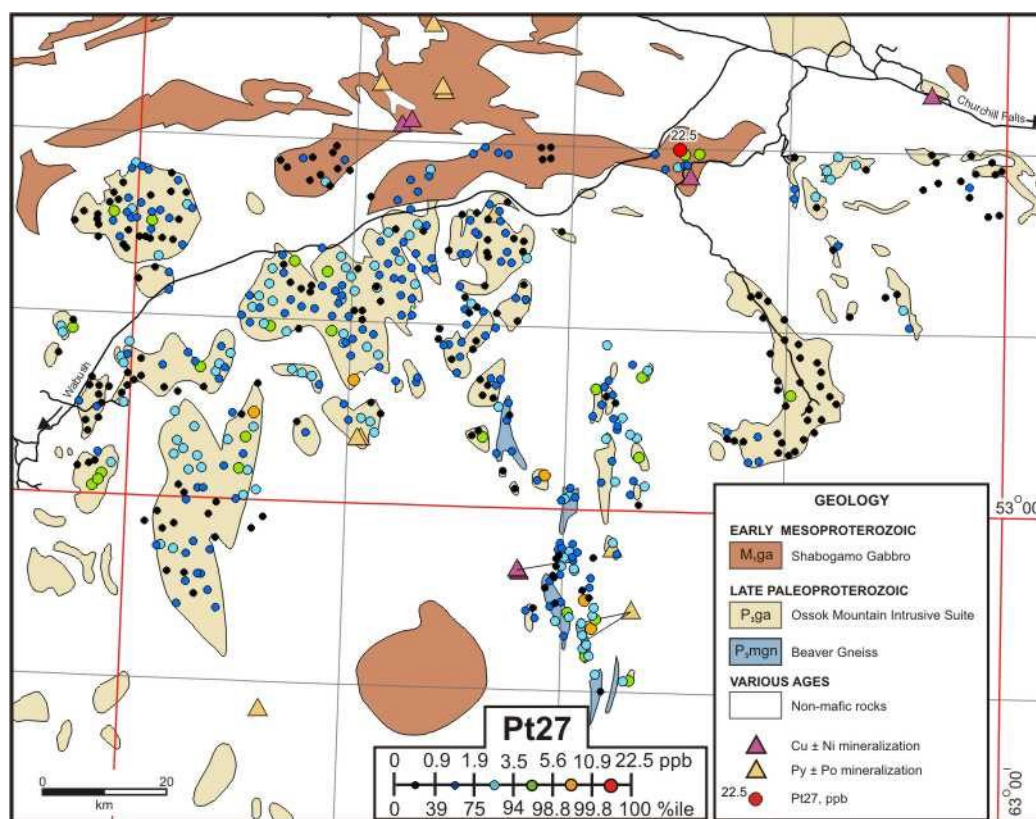 22.5
Churchill Falls
Wabush
53°00
63°00
GEOLOGY
EARLY MESOPROTEROZOIC
M₁ga Shabogamo Gabbro
LATE PALEOPROTEROZOIC
P₃ga Ossok Mountain Intrusive Suite
P₃mgn Beaver Gneiss
VARIOUS AGES
Non-mafic rocks
Cu ± Ni mineralization
Py ± Po mineralization
22.5 Pt27, ppb
Pt27
0 0.9 1.9 3.5 5.6 10.9 22.5 ppb
0 39 75 94 98.8 99.8 100 %ile
0 20
km